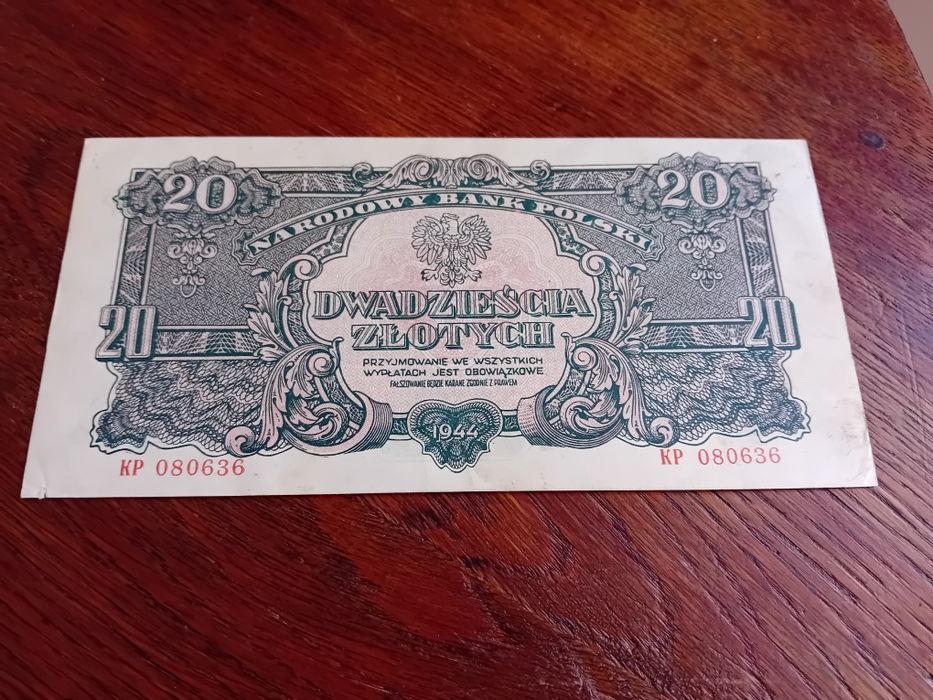 20 20
NARODOWY BANK POLSKI
DWADZIEŚCIA
ZŁOTYCH
20 20
PRZYJMOWANIE WE WSZYSTKICH
WYPŁATACH JEST OBOWIĄZKOWE
FAŁSZOWANIE BĘDZIE KARANE ZGODNIE Z PRAWEM
1944
KP 080636 KP 080636